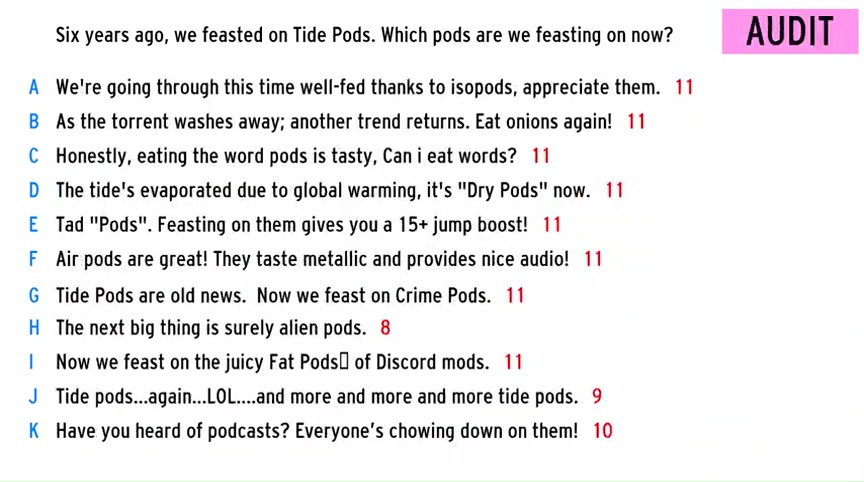 Six years ago, we feasted on Tide Pods. Which pods are we feasting on now?
AUDIT
A We're going through this time well-fed thanks to isopods, appreciate them. 11
B As the torrent washes away; another trend returns. Eat onions again! 11
C Honestly, eating the word pods is tasty, Can i eat words? 11
D The tide's evaporated due to global warming, it's "Dry Pods" now. 11
E Tad "Pods". Feasting on them gives you a 15+ jump boost! 11
F Air pods are great! They taste metallic and provides nice audio! 11
G Tide Pods are old news.  Now we feast on Crime Pods. 11
H The next big thing is surely alien pods. 8
I Now we feast on the juicy Fat Pods▯ of Discord mods. 11
J Tide pods...again...LOL....and more and more and more tide pods. 9
K Have you heard of podcasts? Everyone’s chowing down on them! 10